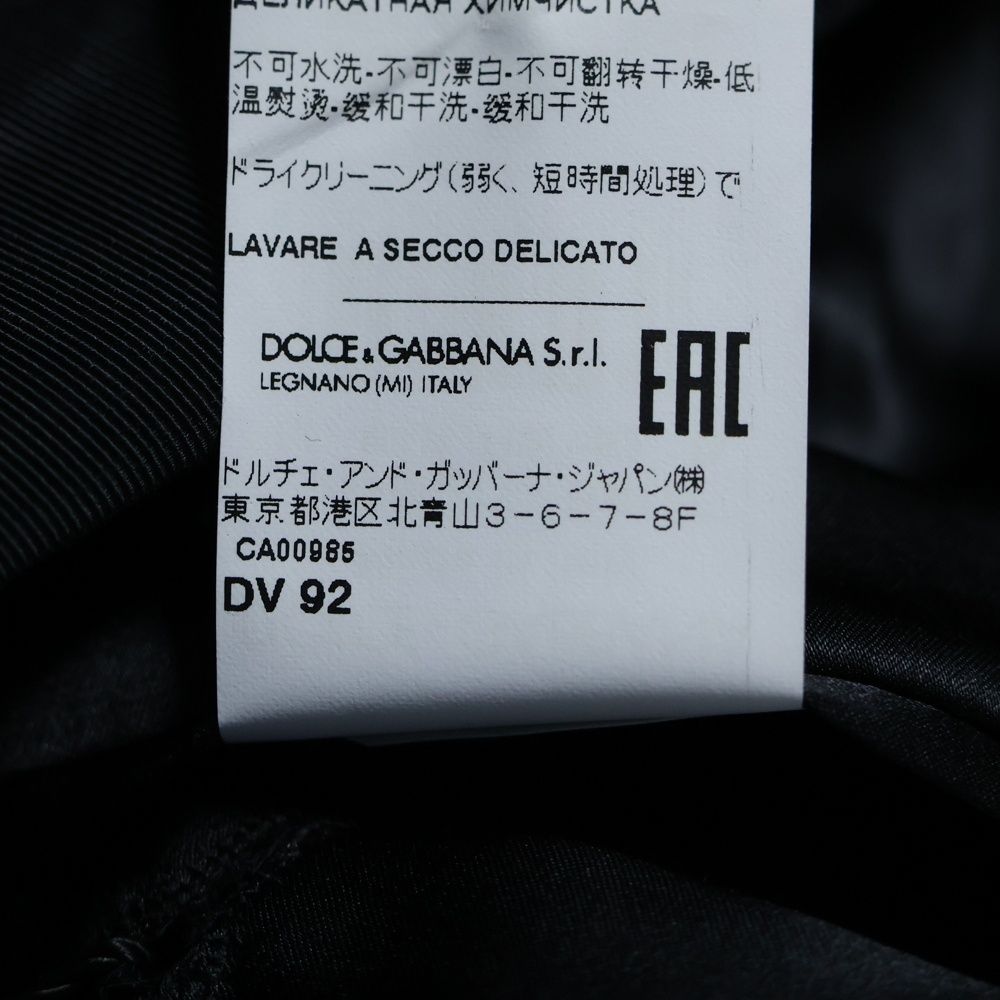 ДЕЛИКАТНАЯ ХИМЧИСТКА
不可水洗-不可漂白-不可翻转干燥-低
温熨烫-缓和干洗-缓和干洗
ドライクリーニング(弱く、短時間処理)で
LAVARE A SECCO DELICATO
DOLCE & GABBANA S.r.l.
LEGNANO (MI) ITALY
EAC
ドルチェ・アンド・ガッバーナ・ジャパン㈱
東京都港区北青山3-6-7-8F
CA00985
DV 92